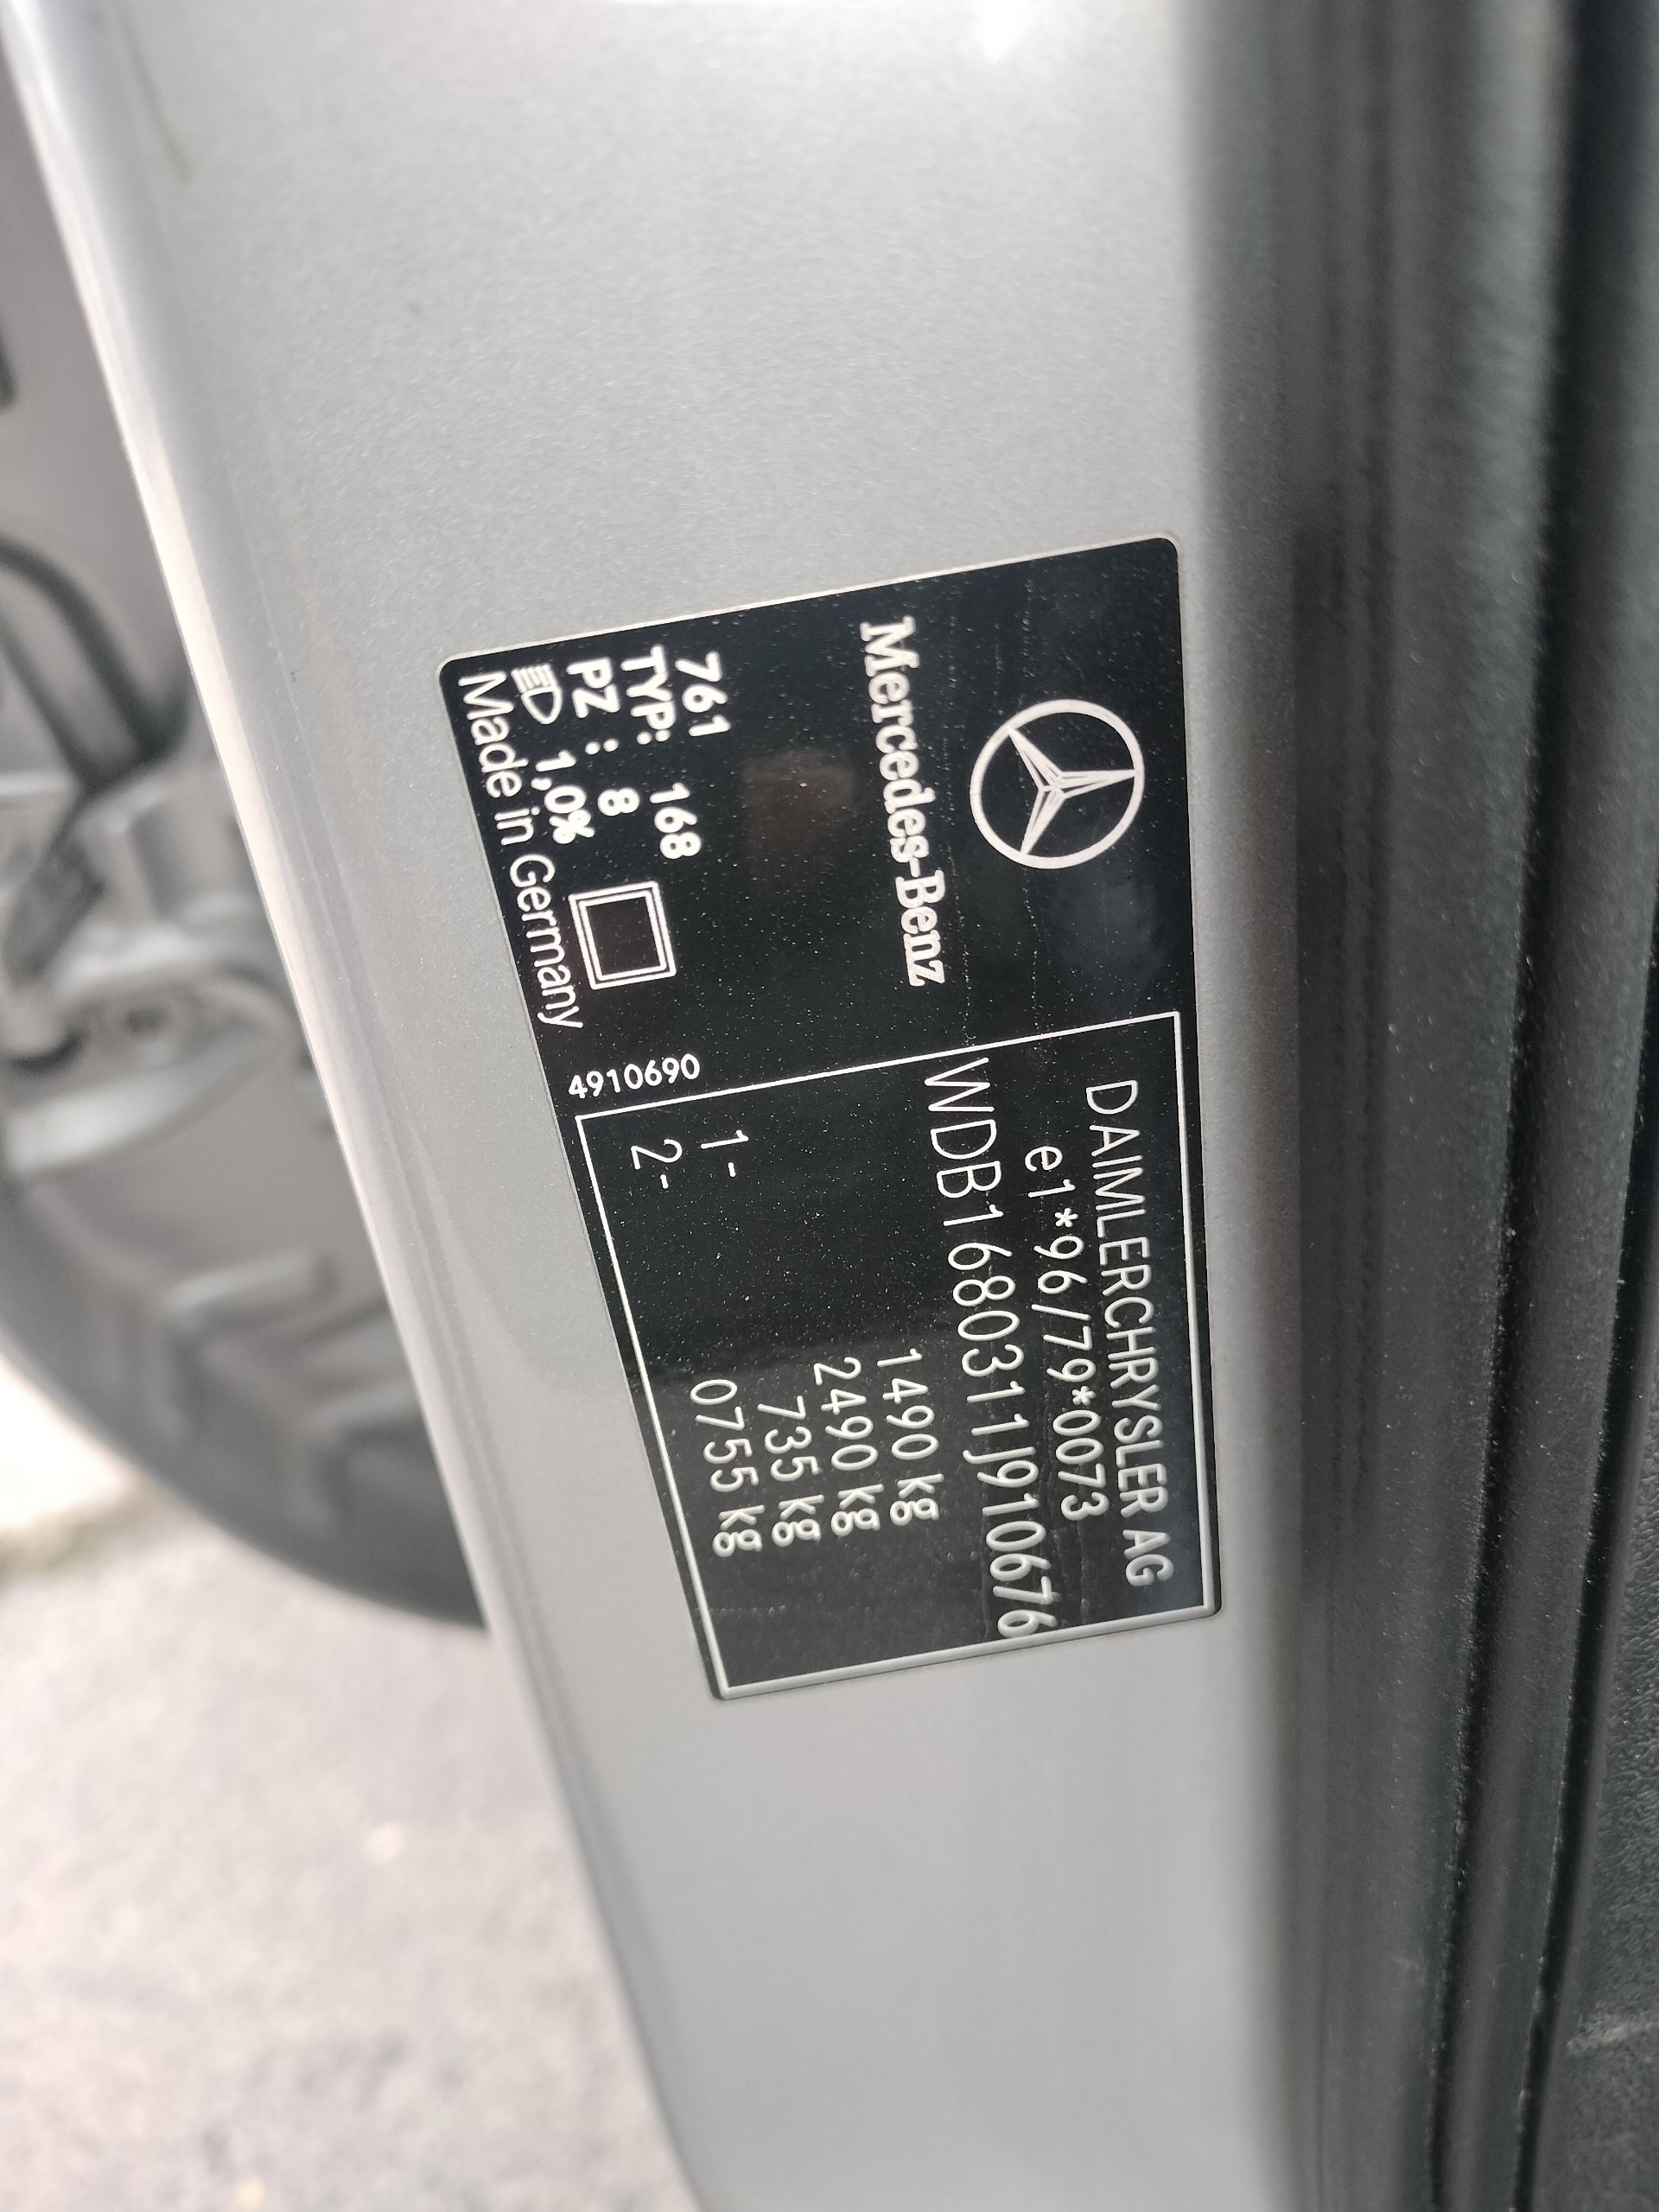 Mercedes-Benz
761
TYP: 168
PZ : 8
1,0%
Made in Germany
4910690
DAIMLERCHRYSLER AG
e1*96/79*0073
WDB1680311J910676
1490 kg
2490 kg
1- 735 kg
2- 0755 kg